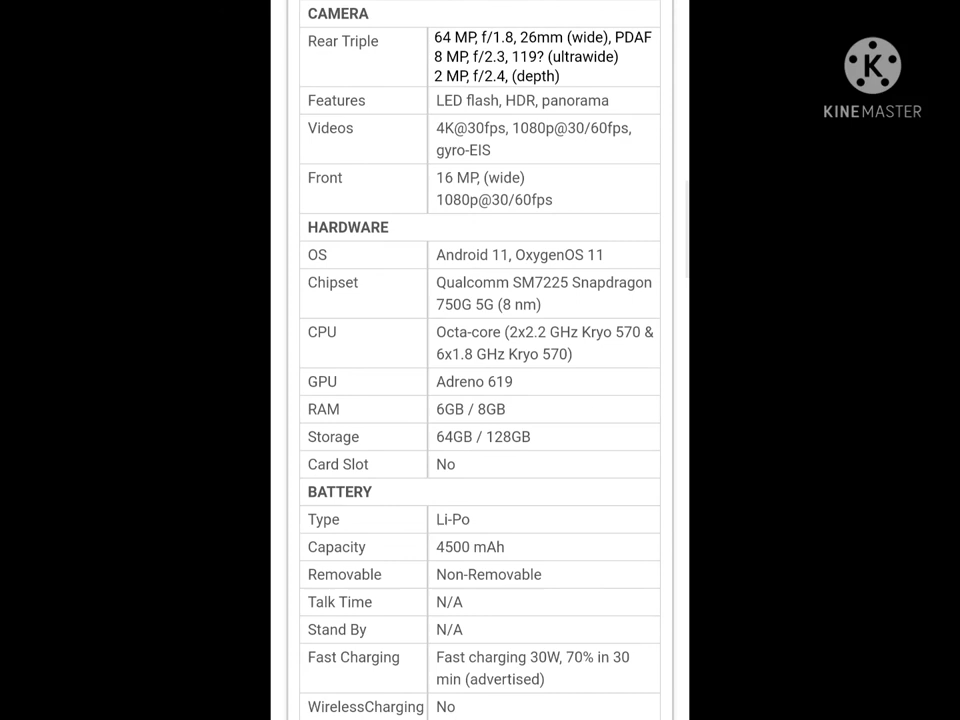 CAMERA
Rear Triple
64 MP, f/1.8, 26mm (wide), PDAF
8 MP, f/2.3, 119? (ultrawide)
2 MP, f/2.4, (depth)
Features
LED flash, HDR, panorama
Videos
4K@30fps, 1080p@30/60fps,
gyro-EIS
Front
16 MP, (wide)
1080p@30/60fps
HARDWARE
OS
Android 11, OxygenOS 11
Chipset
Qualcomm SM7225 Snapdragon
750G 5G (8 nm)
CPU
Octa-core (2x2.2 GHz Kryo 570 &
6x1.8 GHz Kryo 570)
GPU
Adreno 619
RAM
6GB / 8GB
Storage
64GB / 128GB
Card Slot
No
BATTERY
Type
Li-Po
Capacity
4500 mAh
Removable
Non-Removable
Talk Time
N/A
Stand By
N/A
Fast Charging
Fast charging 30W, 70% in 30
min (advertised)
WirelessCharging
No
K
KINEMASTER